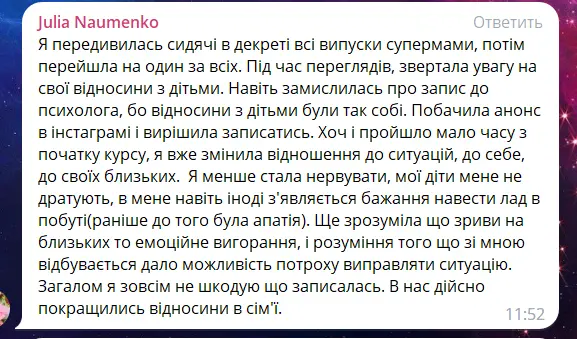 Julia Naumenko
Ответить
Я передивилась сидячі в декреті всі випуски супермами, потім
перейшла на один за всіх. Під час переглядів, звертала увагу на
свої відносини з дітьми. Навіть замислилась про запис до
психолога, бо відносини з дітьми були так собі. Побачила анонс
в інстаграмі і вирішила записатись. Хоч і пройшло мало часу з
початку курсу, я вже змінила відношення до ситуацій, до себе,
до своїх близьких.  Я менше стала нервувати, мої діти мене не
дратують, в мене навіть іноді з'являється бажання навести лад в
побуті(раніше до того була апатія). Ще зрозуміла що зриви на
близьких то емоційне вигорання, і розуміння того що зі мною
відбувається дало можливість потроху виправляти ситуацію.
Загалом я зовсім не шкодую що записалась. В нас дійсно
покращились відносини в сім'ї.
11:52